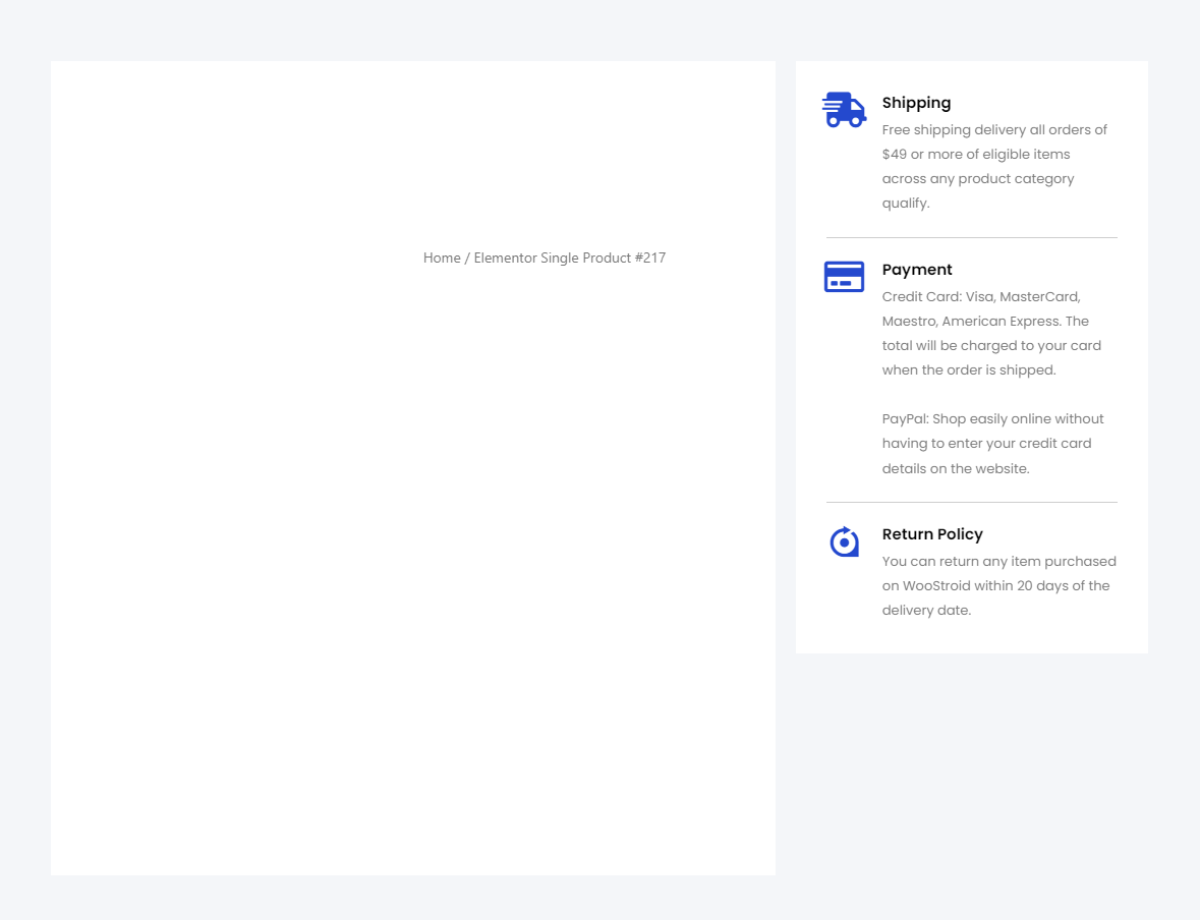 Home / Elementor Single Product #217
Shipping
Free shipping delivery all orders of
$49 or more of eligible items
across any product category
qualify.
Payment
Credit Card: Visa, MasterCard,
Maestro, American Express. The
total will be charged to your card
when the order is shipped.
PayPal: Shop easily online without
having to enter your credit card
details on the website.
Return Policy
You can return any item purchased
on WooStroid within 20 days of the
delivery date.